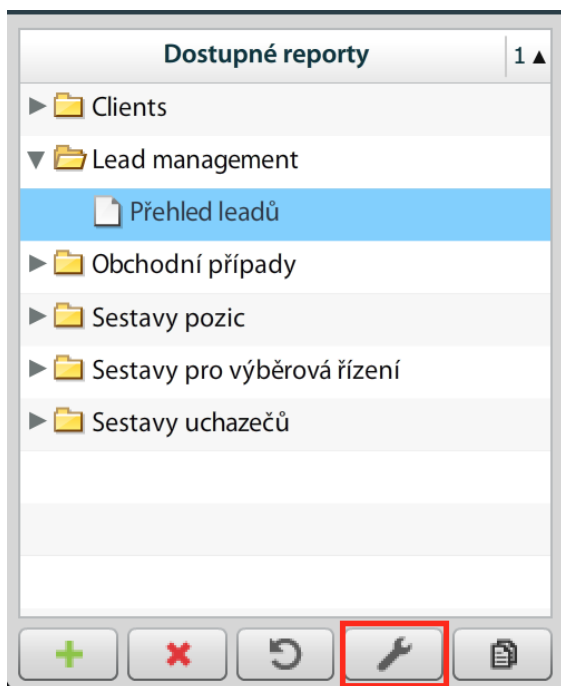 Dostupné reporty 1▲
Clients
Lead management
Přehled leadů
Obchodní případy
Sestavy pozic
Sestavy pro výběrová řízení
Sestavy uchazečů